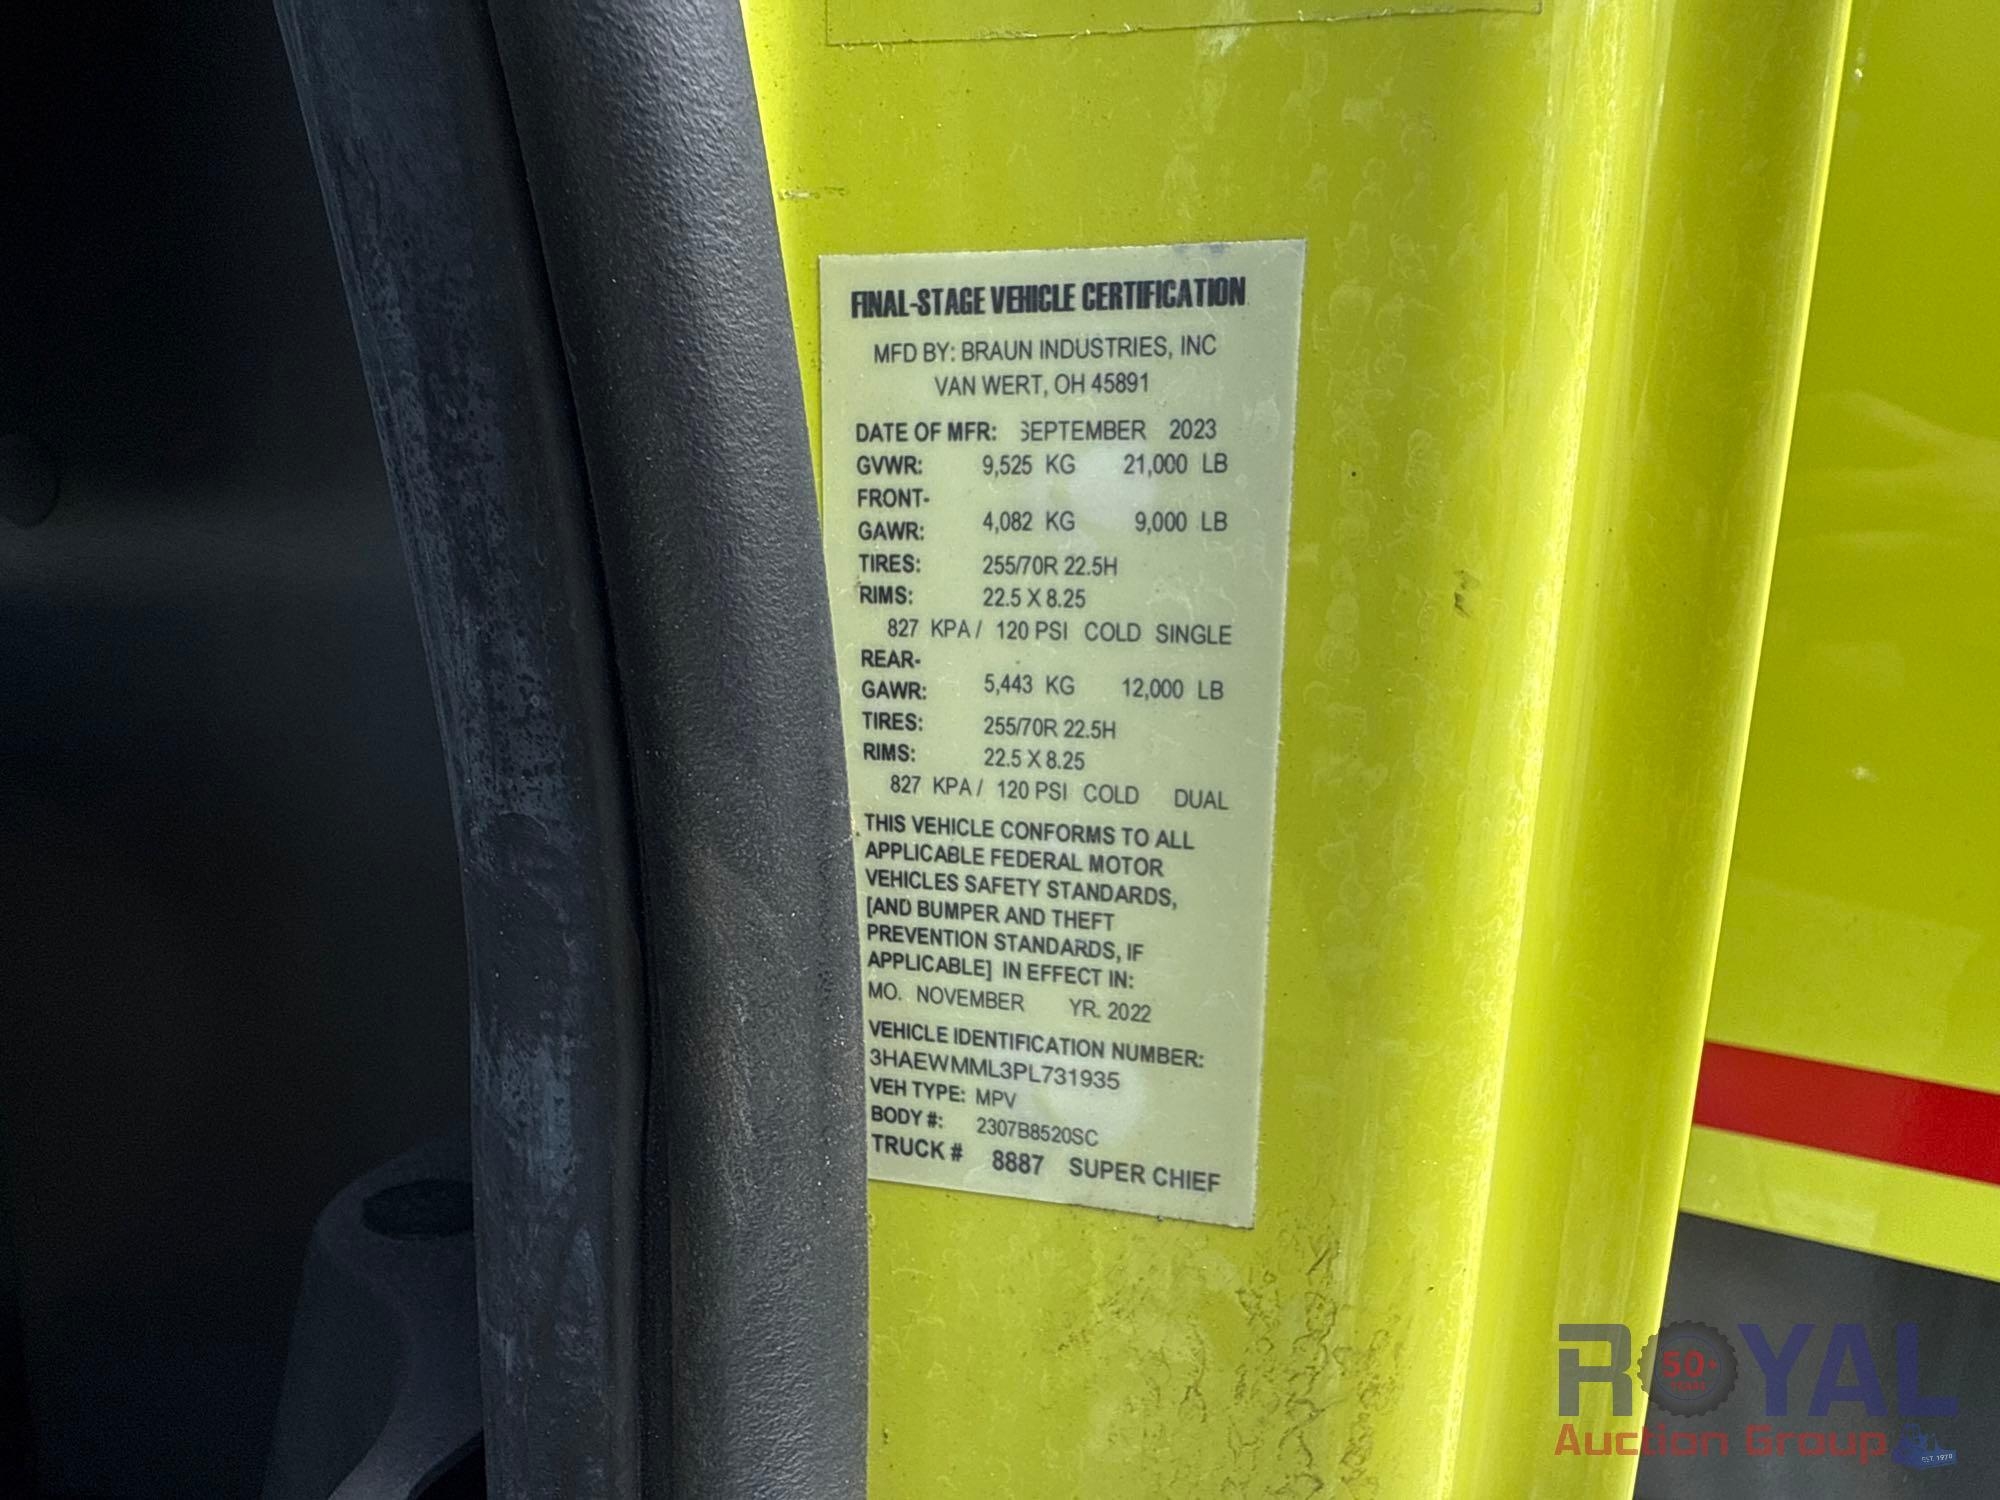 FINAL-STAGE VEHICLE CERTIFICATION
MFD BY: BRAUN INDUSTRIES, INC
VAN WERT, OH 45891
DATE OF MFR: SEPTEMBER 2023
GVWR: 9,525 KG 21,000 LB
FRONT-
GAWR: 4,082 KG 9,000 LB
TIRES: 255/70R 22.5H
RIMS: 22.5 X 8.25
827 KPA / 120 PSI COLD SINGLE
REAR-
GAWR: 5,443 KG 12,000 LB
TIRES: 255/70R 22.5H
RIMS: 22.5 X 8.25
827 KPA / 120 PSI COLD DUAL
THIS VEHICLE CONFORMS TO ALL
APPLICABLE FEDERAL MOTOR
VEHICLES SAFETY STANDARDS,
[AND BUMPER AND THEFT
PREVENTION STANDARDS, IF
APPLICABLE] IN EFFECT IN:
MO. NOVEMBER YR. 2022
VEHICLE IDENTIFICATION NUMBER:
3HAEWMML3PL731935
VEH TYPE: MPV
BODY #: 2307B8520SC
TRUCK # 8887 SUPER CHIEF
ROYAL
50+
YEARS
Auction Group
EST. 1970